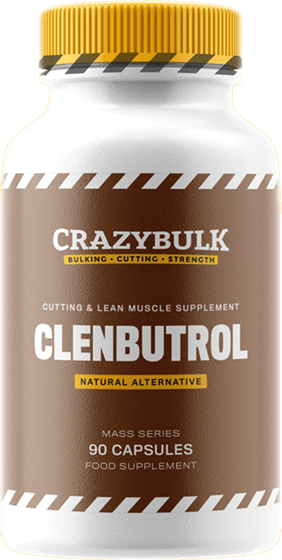 CRAZYBULK
BULKING • CUTTING • STRENGTH
CUTTING & LEAN MUSCLE SUPPLEMENT
CLENBUTROL
NATURAL ALTERNATIVE
MASS SERIES
90 CAPSULES
FOOD SUPPLEMENT